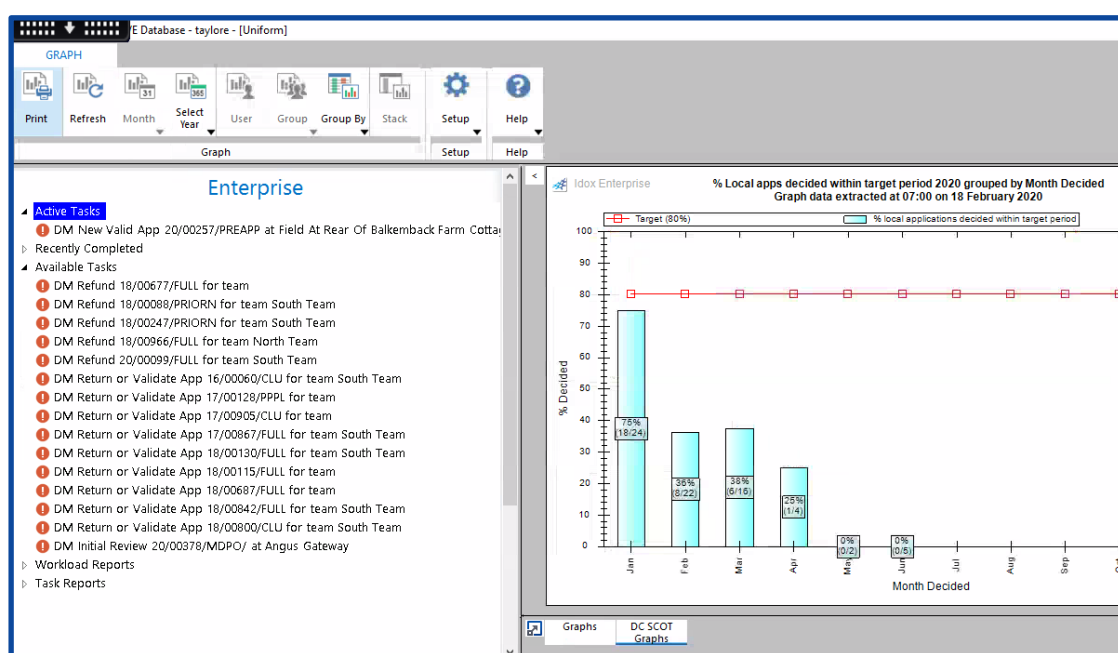 /E Database - taylore - [Uniform]
GRAPH
31
365
Print
Refresh
Month
Select
Year
User
Group
Group By
Stack
Setup
Help
Graph
Setup
Help
Enterprise
Active Tasks
DM New Valid App 20/00257/PREAPP at Field At Rear Of Balkemback Farm Cotta
Recently Completed
Available Tasks
DM Refund 18/00677/FULL for team
DM Refund 18/00088/PRIORN for team South Team
DM Refund 18/00247/PRIORN for team South Team
DM Refund 18/00966/FULL for team North Team
DM Refund 20/00099/FULL for team South Team
DM Return or Validate App 16/00060/CLU for team South Team
DM Return or Validate App 17/00128/PPPL for team
DM Return or Validate App 17/00905/CLU for team
DM Return or Validate App 17/00867/FULL for team South Team
DM Return or Validate App 18/00130/FULL for team South Team
DM Return or Validate App 18/00115/FULL for team
DM Return or Validate App 18/00687/FULL for team
DM Return or Validate App 18/00842/FULL for team South Team
DM Return or Validate App 18/00800/CLU for team South Team
DM Initial Review 20/00378/MDPO/ at Angus Gateway
Workload Reports
Task Reports
Idox Enterprise
% Local apps decided within target period 2020 grouped by Month Decided
Graph data extracted at 07:00 on 18 February 2020
Target (80%)
% local applications decided within target period
% Decided
100
90
80
70
60
50
40
30
20
10
0
75%
(18/24)
36%
(8/22)
38%
(6/16)
25%
(1/4)
0%
(0/2)
0%
(0/5)
Jan
Feb
Mar
Apr
May
Jun
Jul
Aug
Sep
Month Decided
Graphs
DC SCOT
Graphs